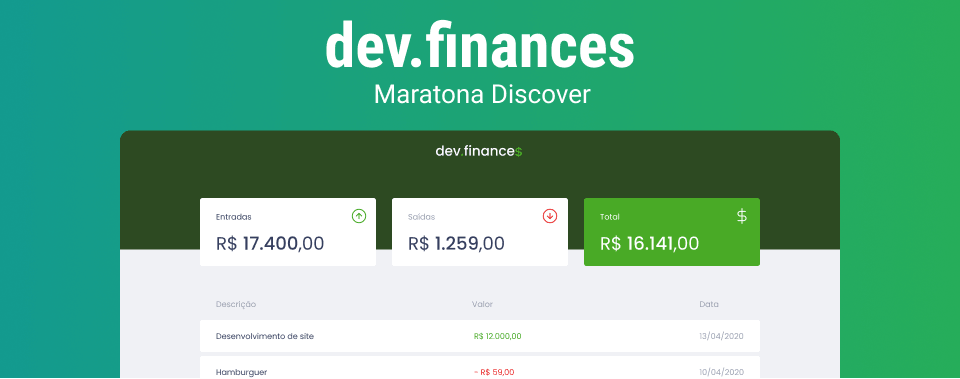 dev.finances
Maratona Discover
dev.finance$
Entradas
Saídas
Total
$
R$ 17.400,00
R$ 1.259,00
R$ 16.141,00
Descrição Valor Data
Desenvolvimento de site R$ 12.000,00 13/04/2020
Hamburguer - R$ 59,00 10/04/2020